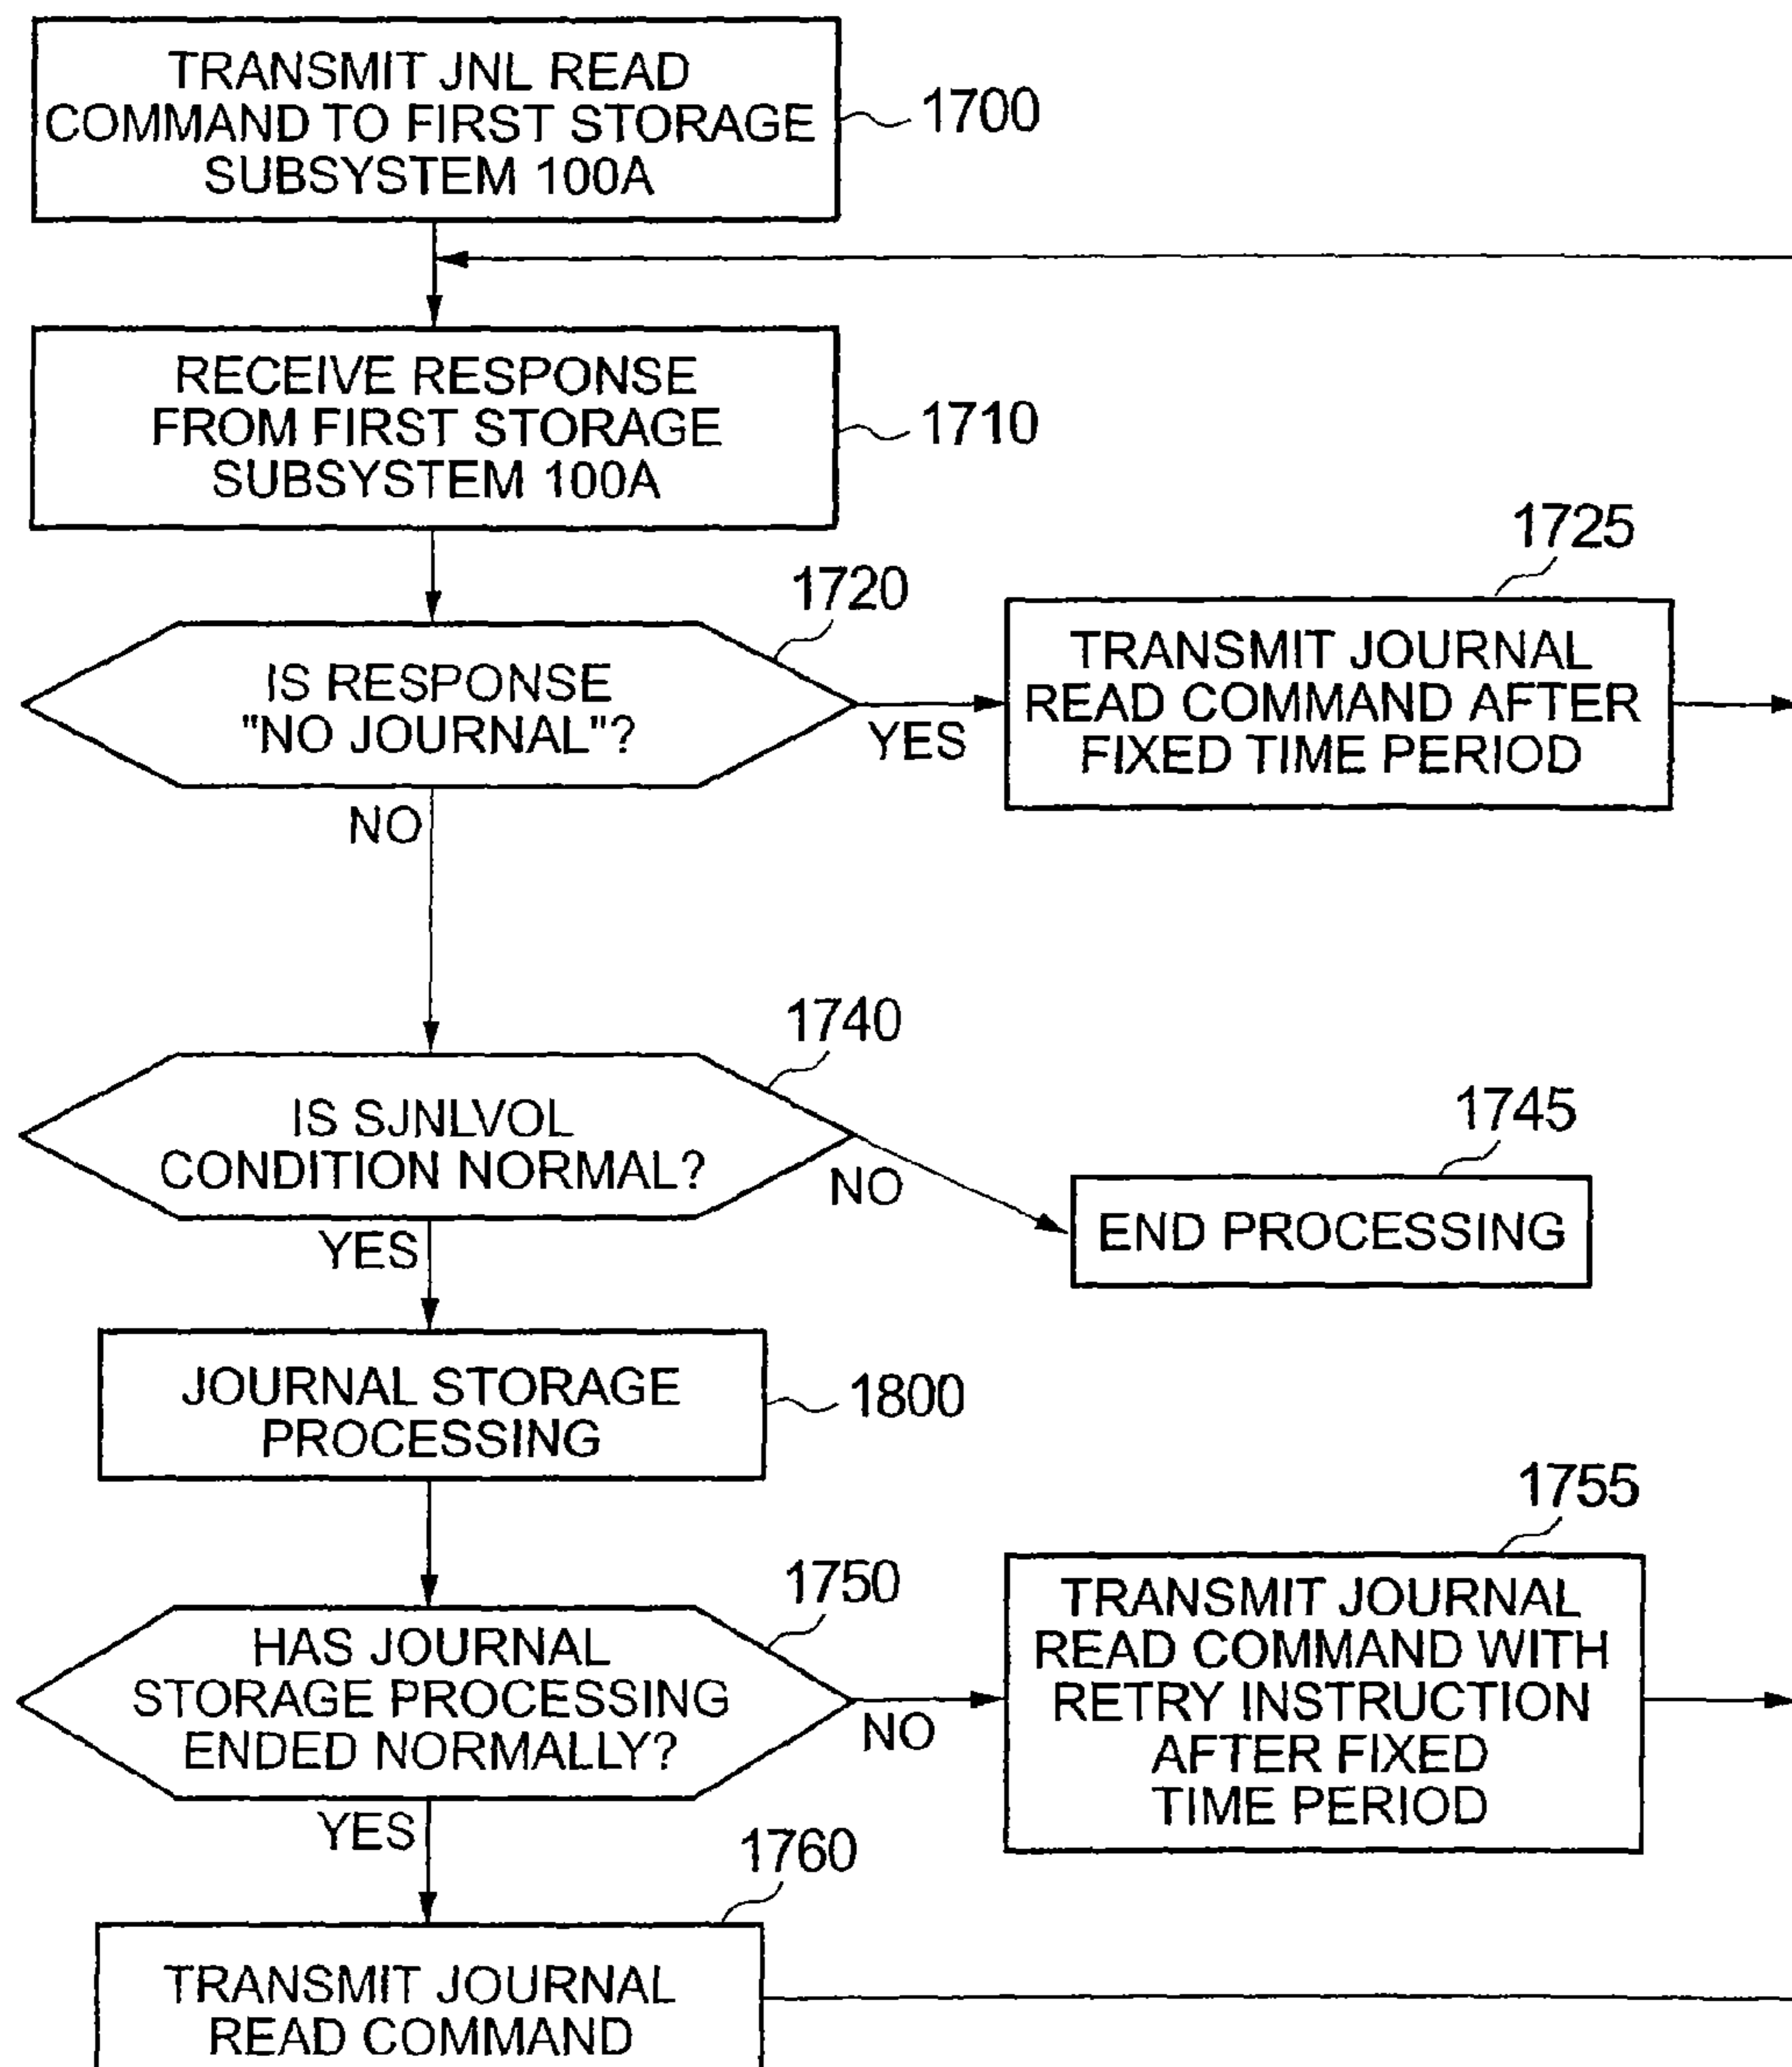 TRANSMIT JNL READ
COMMAND TO FIRST STORAGE
SUBSYSTEM 100A
1700
RECEIVE RESPONSE
FROM FIRST STORAGE
SUBSYSTEM 100A
1710
1720
IS RESPONSE
"NO JOURNAL"?
YES
NO
1725
TRANSMIT JOURNAL
READ COMMAND AFTER
FIXED TIME PERIOD
1740
IS SJNLVOL
CONDITION NORMAL?
NO
YES
1745
END PROCESSING
JOURNAL STORAGE
PROCESSING
1800
1750
HAS JOURNAL
STORAGE PROCESSING
ENDED NORMALLY?
NO
YES
1755
TRANSMIT JOURNAL
READ COMMAND WITH
RETRY INSTRUCTION
AFTER FIXED
TIME PERIOD
1760
TRANSMIT JOURNAL
READ COMMAND